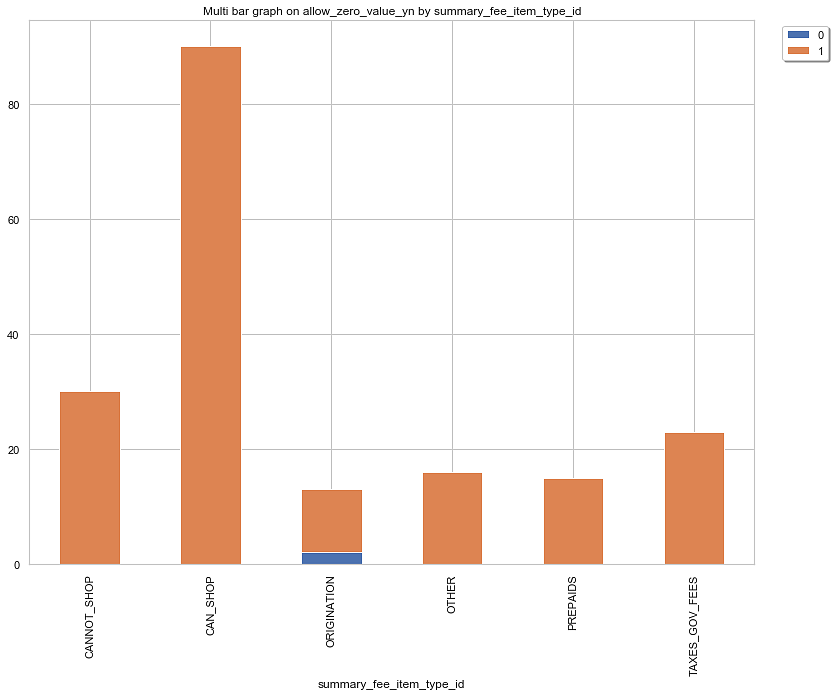 Multi bar graph on allow_zero_value_yn by summary_fee_item_type_id
0
1
80
60
40
20
0
CANNOT_SHOP
CAN_SHOP
ORIGINATION
OTHER
PREPAIDS
TAXES_GOV_FEES
summary_fee_item_type_id